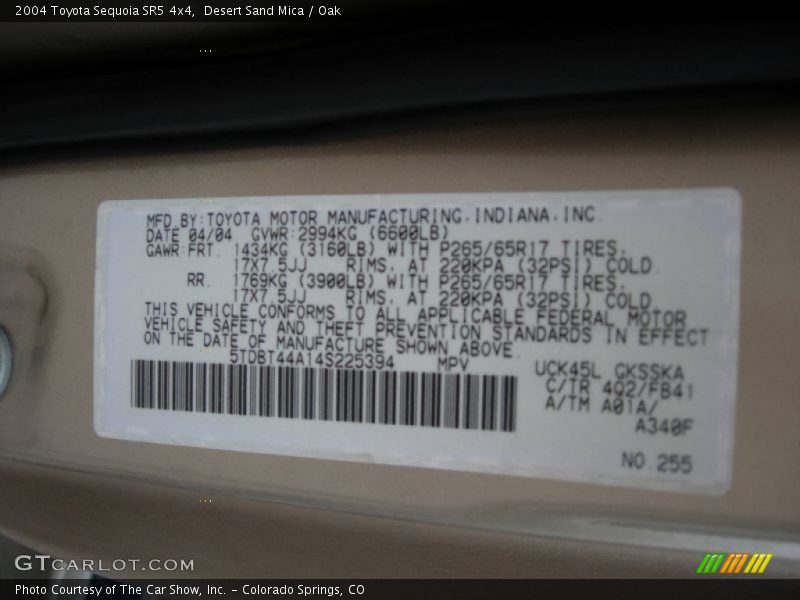 2004 Toyota Sequoia SR5 4x4, Desert Sand Mica / Oak
MFD BY: TOYOTA MOTOR MANUFACTURING, INDIANA, INC.
DATE 04/04 GVWR: 2994KG (6600LB)
GAWR: FRT. 1434KG (3160LB) WITH P265/65R17 TIRES,
17X7.5JJ RIMS, AT 220KPA (32PSI) COLD
RR. 1769KG (3900LB) WITH P265/65R17 TIRES,
17X7.5JJ RIMS, AT 220KPA (32PSI) COLD
THIS VEHICLE CONFORMS TO ALL APPLICABLE FEDERAL MOTOR
VEHICLE SAFETY AND THEFT PREVENTION STANDARDS IN EFFECT
ON THE DATE OF MANUFACTURE SHOWN ABOVE.
5TDBT44A14S225394 MPV
UCK45L GKSSKA
C/TR 4Q2/FB41
A/TM A01A/
A340F
NO. 255
GTCARLOT.COM
Photo Courtesy of The Car Show, Inc. – Colorado Springs, CO